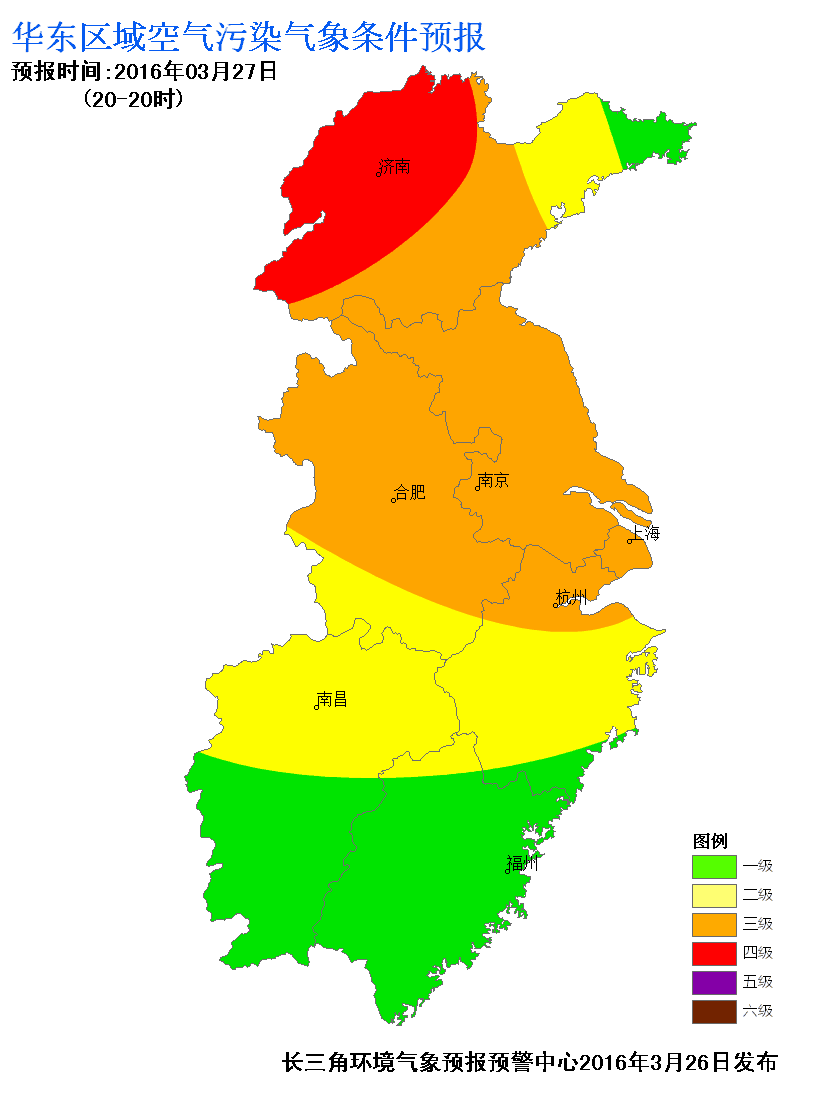 华东区域空气污染气象条件预报
预报时间:2016年03月27日
(20-20时)
济南
合肥
南京
上海
杭州
南昌
福州
图例
一级
二级
三级
四级
五级
六级
长三角环境气象预报预警中心2016年3月26日发布